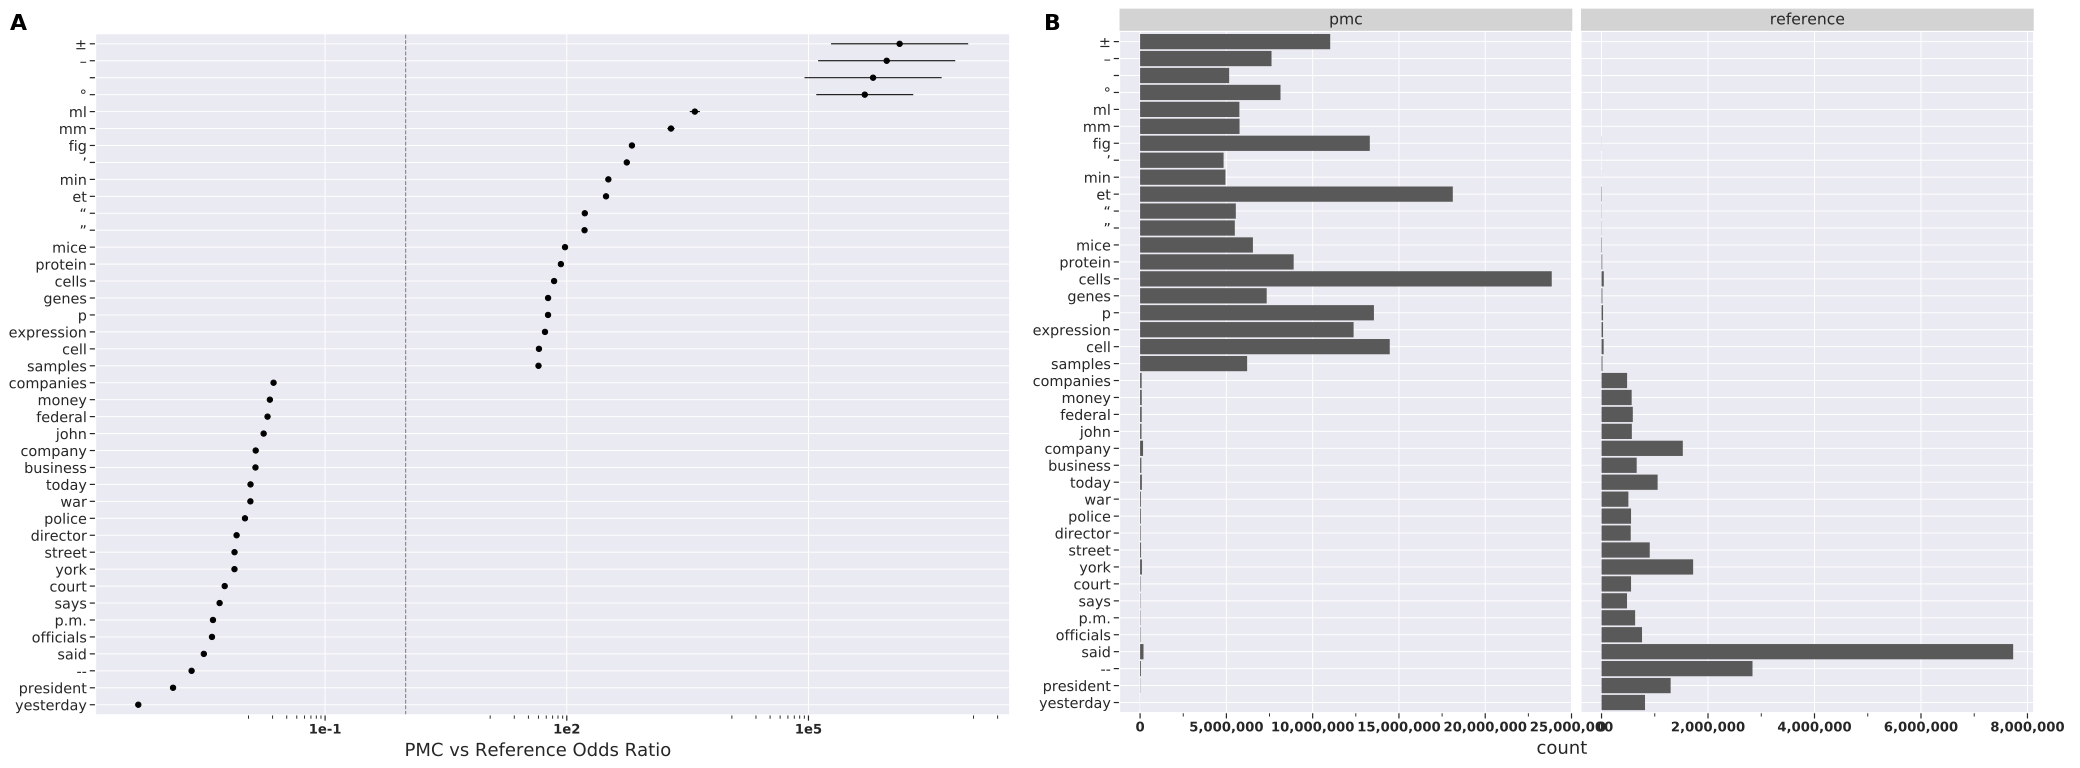 A
±
–
-
°
ml
mm
fig
′
min
et
“
”
mice
protein
cells
genes
p
expression
cell
samples
companies
money
federal
john
company
business
today
war
police
director
street
york
court
says
p.m.
officials
said
--
president
yesterday
1e-1 1e2 1e5
PMC vs Reference Odds Ratio
B
pmc reference
±
–
-
°
ml
mm
fig
′
min
et
“
”
mice
protein
cells
genes
p
expression
cell
samples
companies
money
federal
john
company
business
today
war
police
director
street
york
court
says
p.m.
officials
said
--
president
yesterday
0 5,000,000 10,000,000 15,000,000 20,000,000 25,000,000 0 2,000,000 4,000,000 6,000,000 8,000,000
count